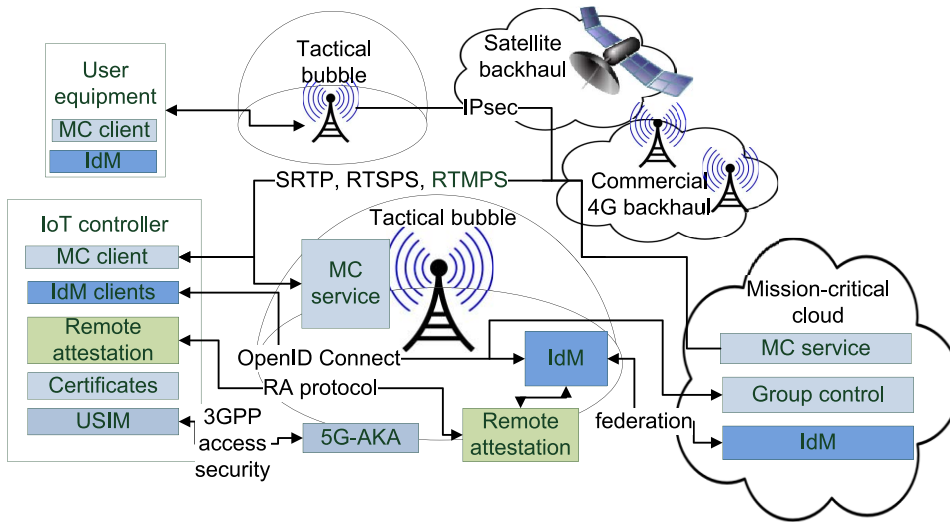 User
equipment
MC client
IdM
Tactical
bubble
Satellite
backhaul
IPsec
Commercial
4G backhaul
SRTP, RTSPS, RTMPS
Tactical bubble
IoT controller
MC client
IdM clients
Remote
attestation
Certificates
USIM
MC
service
OpenID Connect
RA protocol
3GPP
access
security
5G-AKA
IdM
Remote
attestation
federation
Mission-critical
cloud
MC service
Group control
IdM